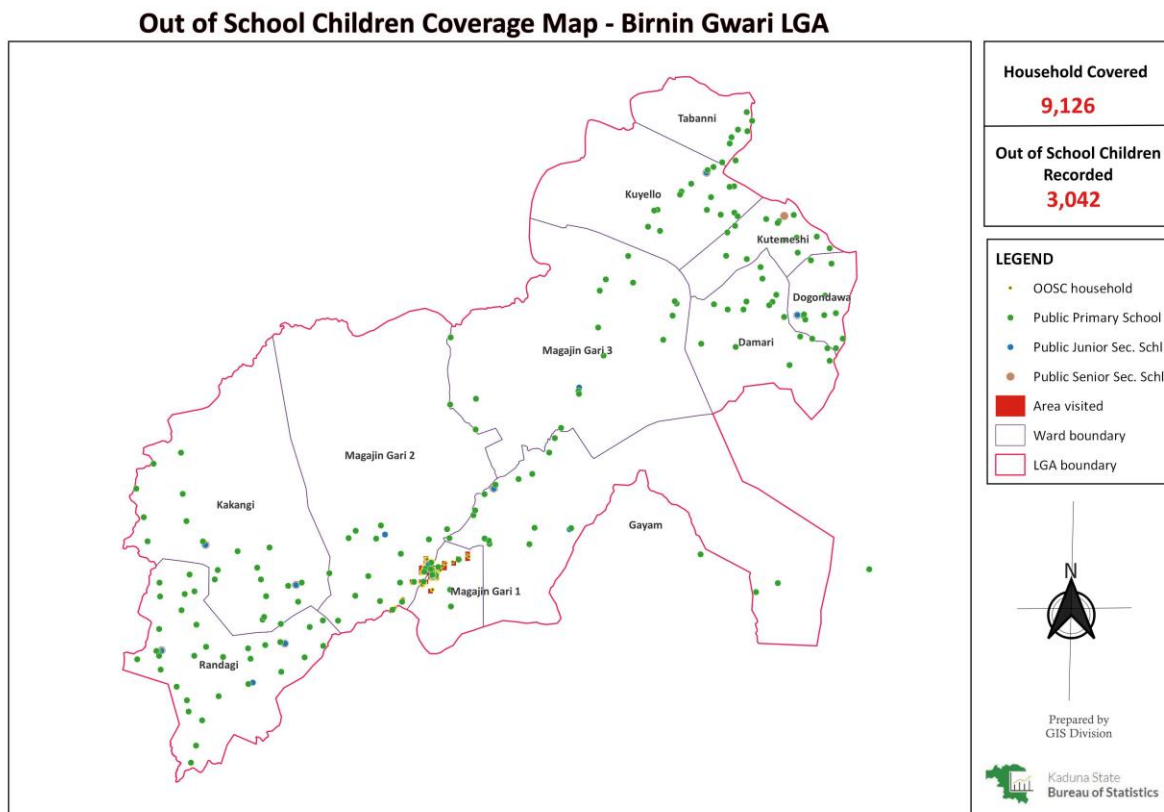 Out of School Children Coverage Map - Birnin Gwari LGA
Household Covered
9,126
Out of School Children
Recorded
3,042
Tabanni
Kuyello
Kutemeshi
Dogondawa
Damari
Magajin Gari 3
Magajin Gari 2
Kakangi
Gayam
Magajin Gari 1
Randagi
LEGEND
OOSC household
Public Primary School
Public Junior Sec. Schl
Public Senior Sec. Schl
Area visited
Ward boundary
LGA boundary
N
Prepared by
GIS Division
Kaduna State
Bureau of Statistics